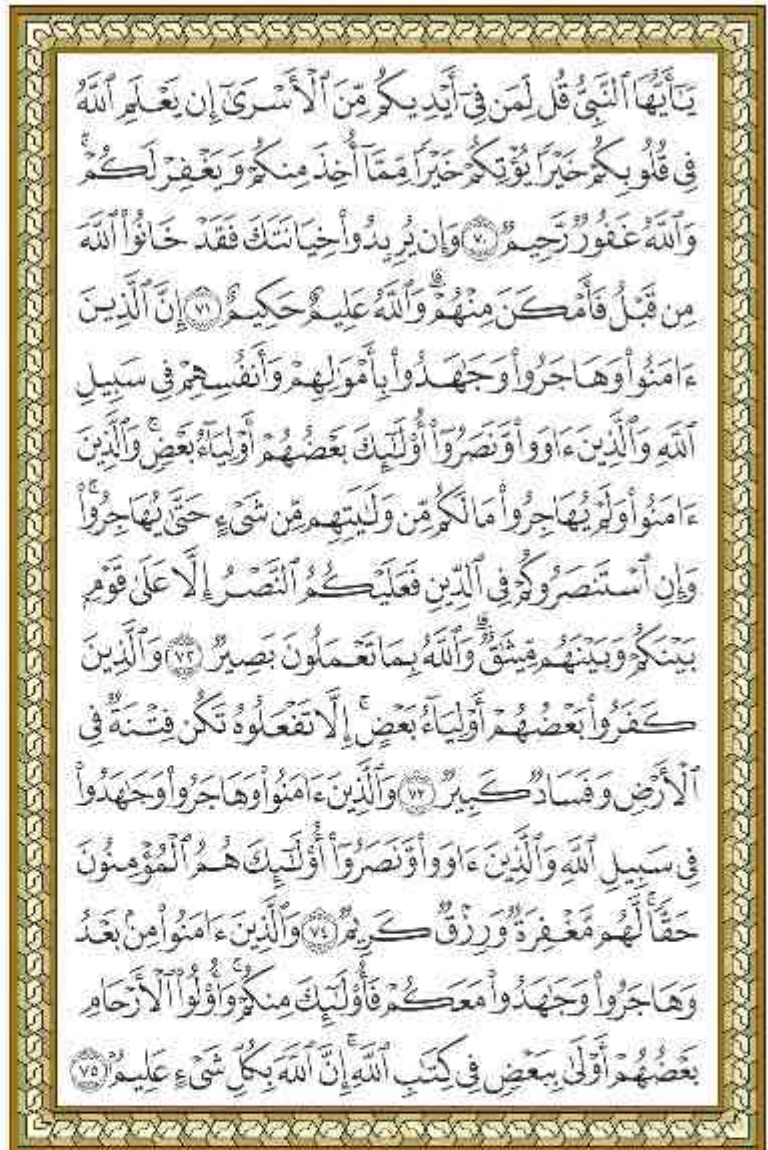 يَـٰٓأَيُّهَا ٱلنَّبِىُّ قُل لِّمَن فِىٓ أَيْدِيكُم مِّنَ ٱلْأَسْرَىٰٓ إِن يَعْلَمِ ٱللَّهُ
فِى قُلُوبِكُمْ خَيْرًا يُؤْتِكُمْ خَيْرًا مِّمَّآ أُخِذَ مِنكُمْ وَيَغْفِرْ لَكُمْ ۗ
وَٱللَّهُ غَفُورٌ رَّحِيمٌ ٧٠ وَإِن يُرِيدُوا۟ خِيَانَتَكَ فَقَدْ خَانُوا۟ ٱللَّهَ
مِن قَبْلُ فَأَمْكَنَ مِنْهُمْ ۗ وَٱللَّهُ عَلِيمٌ حَكِيمٌ ٧١ إِنَّ ٱلَّذِينَ
ءَامَنُوا۟ وَهَاجَرُوا۟ وَجَـٰهَدُوا۟ بِأَمْوَٰلِهِمْ وَأَنفُسِهِمْ فِى سَبِيلِ
ٱللَّهِ وَٱلَّذِينَ ءَاوَوا۟ وَّنَصَرُوٓا۟ أُو۟لَـٰٓئِكَ بَعْضُهُمْ أَوْلِيَآءُ بَعْضٍ ۚ وَٱلَّذِينَ
ءَامَنُوا۟ وَلَمْ يُهَاجِرُوا۟ مَا لَكُم مِّن وَلَـٰيَتِهِم مِّن شَىْءٍ حَتَّىٰ يُهَاجِرُوا۟ ۚ
وَإِنِ ٱسْتَنصَرُوكُمْ فِى ٱلدِّينِ فَعَلَيْكُمُ ٱلنَّصْرُ إِلَّا عَلَىٰ قَوْمٍۭ
بَيْنَكُمْ وَبَيْنَهُم مِّيثَـٰقٌ ۗ وَٱللَّهُ بِمَا تَعْمَلُونَ بَصِيرٌ ٧٢ وَٱلَّذِينَ
كَفَرُوا۟ بَعْضُهُمْ أَوْلِيَآءُ بَعْضٍ ۚ إِلَّا تَفْعَلُوهُ تَكُن فِتْنَةٌ فِى
ٱلْأَرْضِ وَفَسَادٌ كَبِيرٌ ٧٣ وَٱلَّذِينَ ءَامَنُوا۟ وَهَاجَرُوا۟ وَجَـٰهَدُوا۟
فِى سَبِيلِ ٱللَّهِ وَٱلَّذِينَ ءَاوَوا۟ وَّنَصَرُوٓا۟ أُو۟لَـٰٓئِكَ هُمُ ٱلْمُؤْمِنُونَ
حَقًّا ۚ لَّهُم مَّغْفِرَةٌ وَرِزْقٌ كَرِيمٌ ٧٤ وَٱلَّذِينَ ءَامَنُوا۟ مِنۢ بَعْدُ
وَهَاجَرُوا۟ وَجَـٰهَدُوا۟ مَعَكُمْ فَأُو۟لَـٰٓئِكَ مِنكُمْ ۚ وَأُو۟لُوا۟ ٱلْأَرْحَامِ
بَعْضُهُمْ أَوْلَىٰ بِبَعْضٍ فِى كِتَـٰبِ ٱللَّهِ ۗ إِنَّ ٱللَّهَ بِكُلِّ شَىْءٍ عَلِيمٌۢ ٧٥